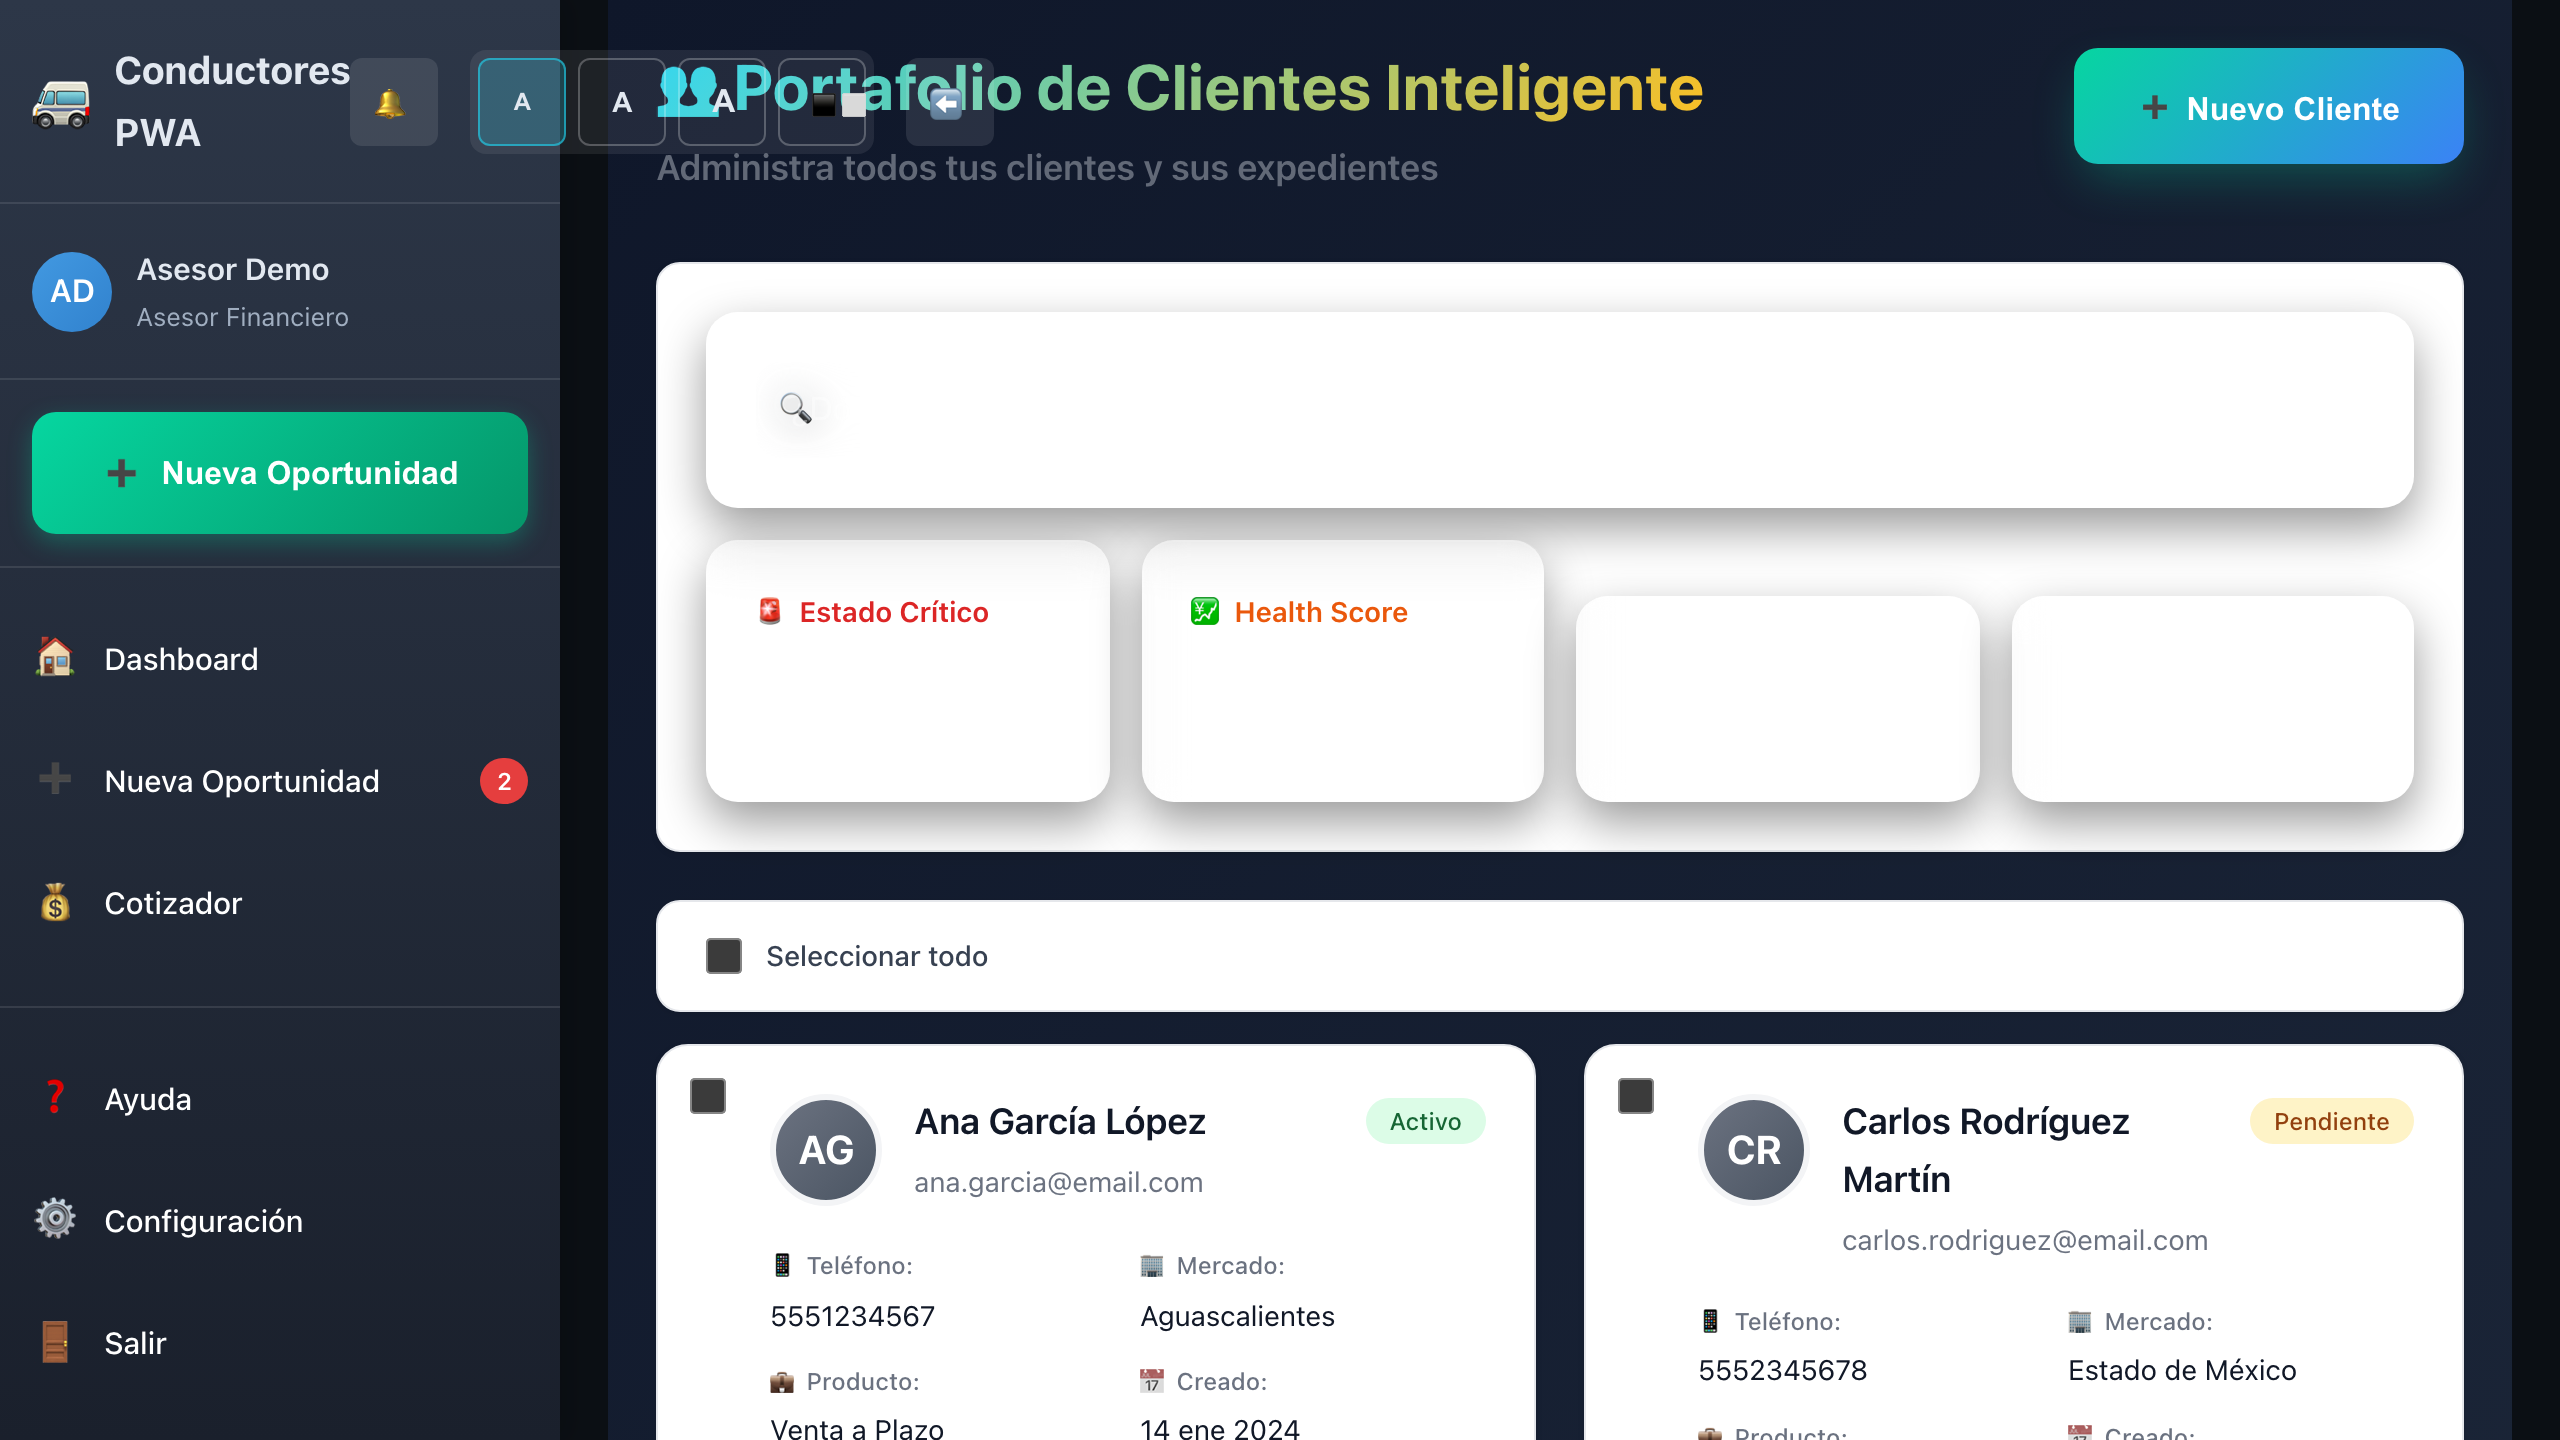 Conductores
PWA
A
A
A
Portafolio de Clientes Inteligente
Administra todos tus clientes y sus expedientes
Nuevo Cliente
AD
Asesor Demo
Asesor Financiero
Nueva Oportunidad
Dashboard
Nueva Oportunidad
2
Cotizador
Ayuda
Configuración
Salir
Estado Crítico
Health Score
Seleccionar todo
AG
Ana García López
Activo
ana.garcia@email.com
Teléfono:
5551234567
Mercado:
Aguascalientes
Producto:
Venta a Plazo
Creado:
14 ene 2024
CR
Carlos Rodríguez
Martín
Pendiente
carlos.rodriguez@email.com
Teléfono:
5552345678
Mercado:
Estado de México
Producto:
Creado: